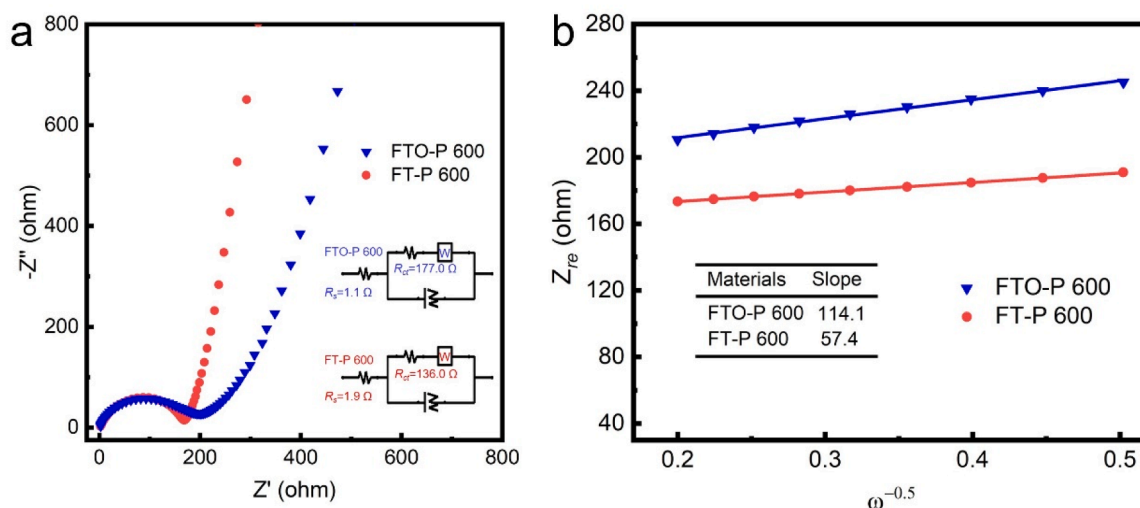 a
800
600
400
200
0
-Z″ (ohm)
0 200 400 600 800
Z′ (ohm)
FTO-P 600
FT-P 600
FTO-P 600
W
Rct=177.0 Ω
Rs=1.1 Ω
FT-P 600
W
Rct=136.0 Ω
Rs=1.9 Ω
b
280
240
200
160
120
80
40
Zre (ohm)
0.2 0.3 0.4 0.5
ω−0.5
Materials Slope
FTO-P 600 114.1
FT-P 600 57.4
FTO-P 600
FT-P 600